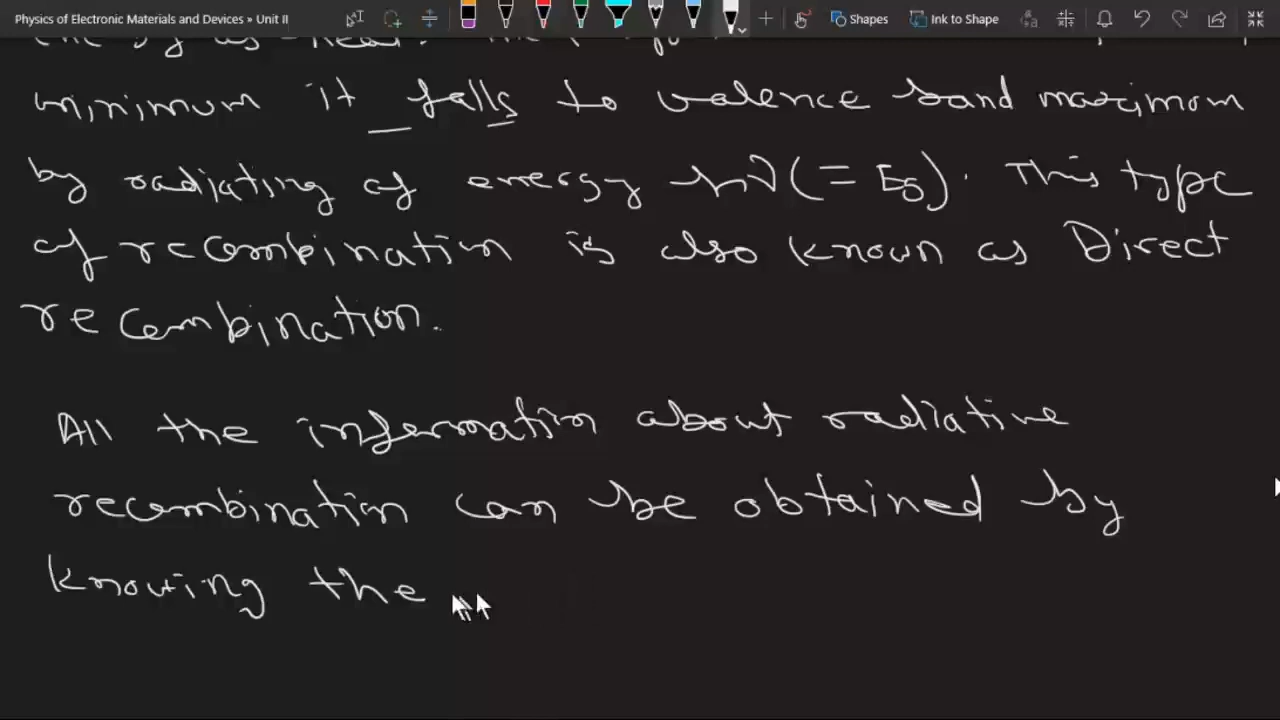 Physics of Electronic Materials and Devices » Unit II
Shapes
Ink to Shape
minimum it falls to valence band maximum
by radiating of energy hν (= Eg). This type
of recombination is also known as Direct
recombination.
All the information about radiative
recombination can be obtained by
knowing the